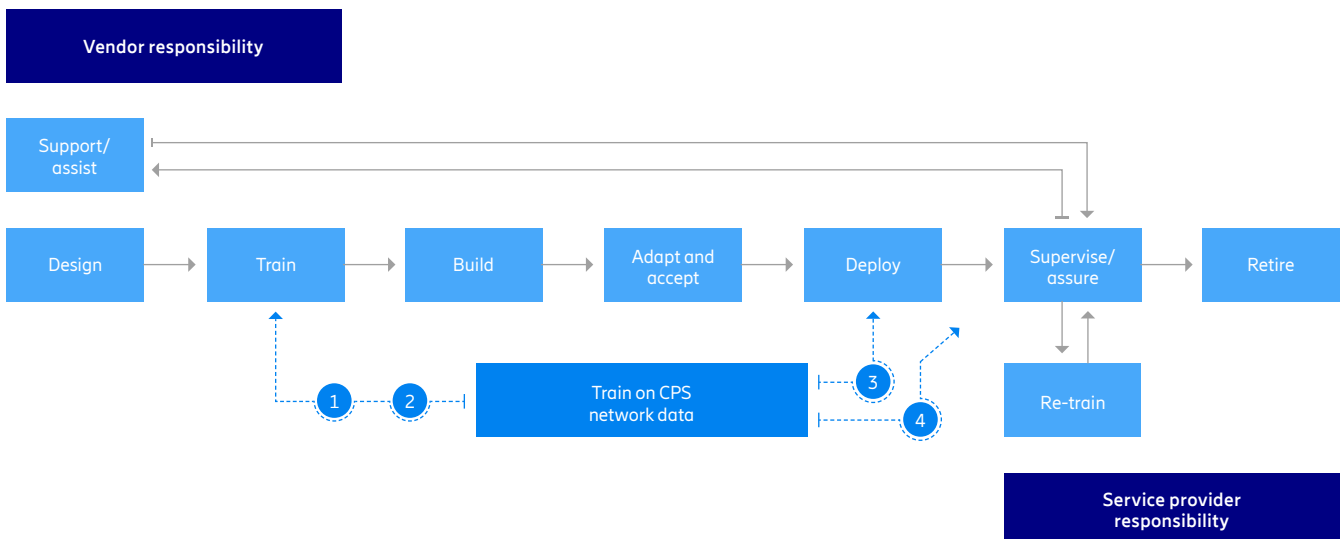 Vendor responsibility
Support/
assist
Design
Train
Build
Adapt and
accept
Deploy
Supervise/
assure
Retire
1
2
Train on CPS
network data
3
4
Re-train
Service provider
responsibility